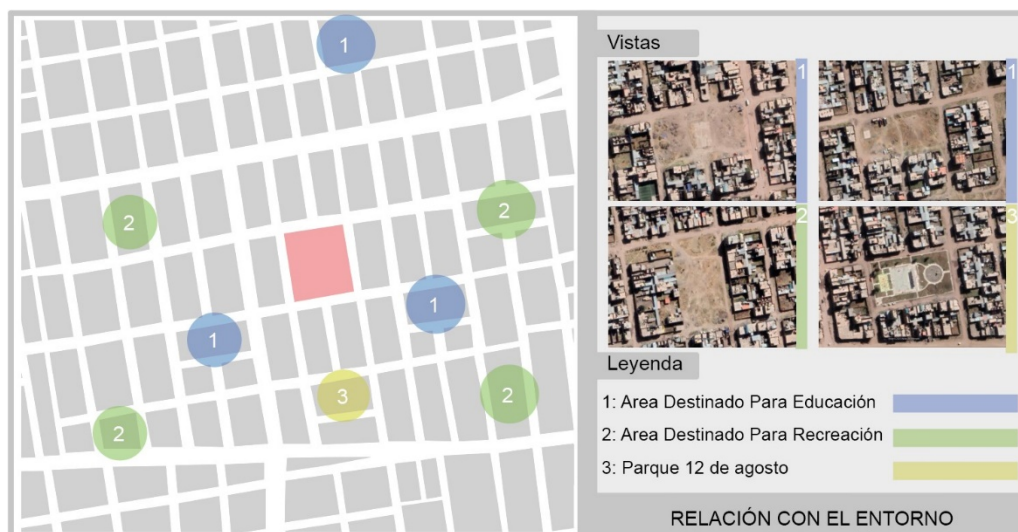 1
2
2
1
1
3
2
2
Vistas
1
1
2
3
Leyenda
1: Area Destinado Para Educación
2: Area Destinado Para Recreación
3: Parque 12 de agosto
RELACIÓN CON EL ENTORNO